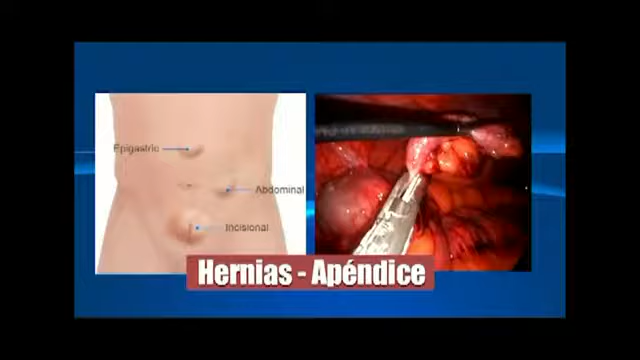 Epigastric
Abdominal
Incisional
Hernias - Apéndice